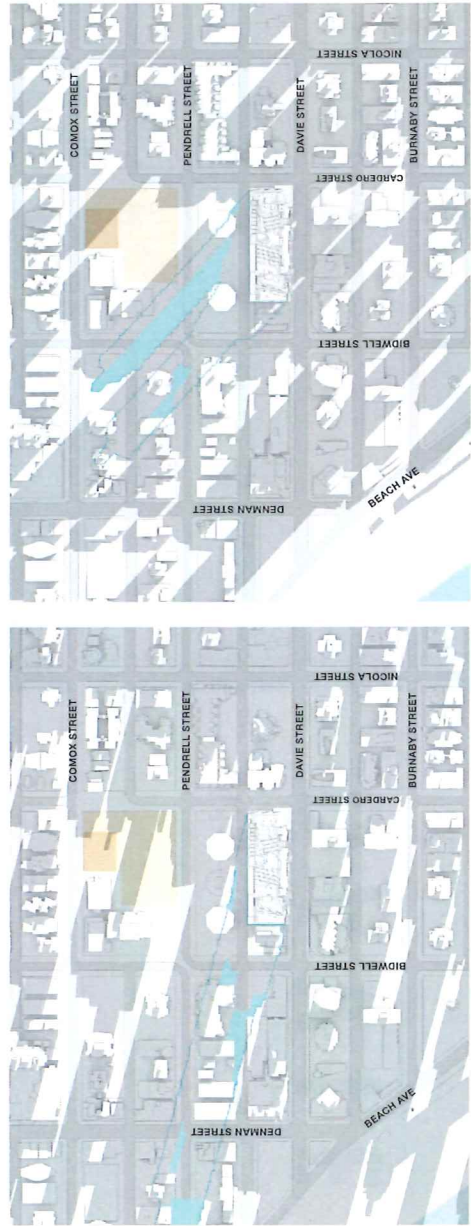 NICOLA STREET
COMOX STREET
PENDRELL STREET
DAVIE STREET
BURNABY STREET
CARDERO STREET
BIDWELL STREET
DENMAN STREET
BEACH AVE
NICOLA STREET
COMOX STREET
PENDRELL STREET
DAVIE STREET
BURNABY STREET
CARDERO STREET
BIDWELL STREET
DENMAN STREET
BEACH AVE